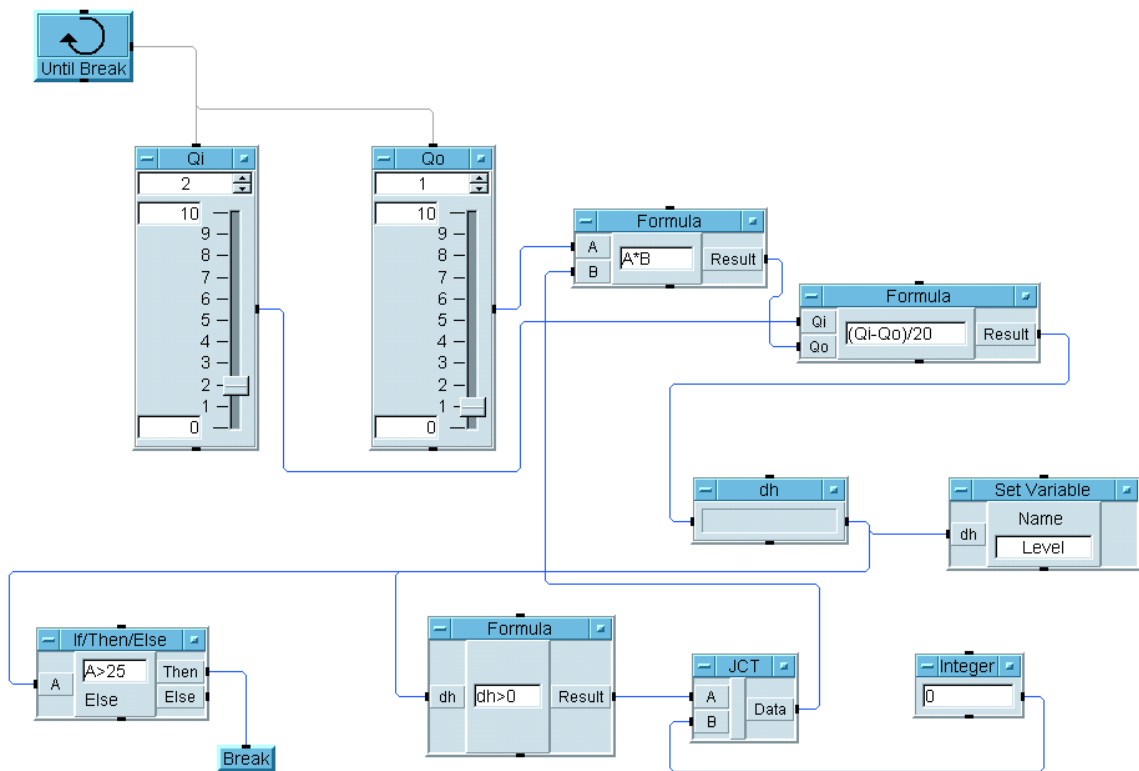 Until Break
Qi
2
10
9
8
7
6
5
4
3
2
1
0
Qo
1
10
9
8
7
6
5
4
3
2
1
0
Formula
A
B
A*B
Result
Formula
Qi
Qo
(Qi-Qo)/20
Result
dh
Set Variable
dh
Name
Level
If/Then/Else
A
A>25
Else
Then
Else
Break
Formula
dh
dh>0
Result
JCT
A
B
Data
Integer
0